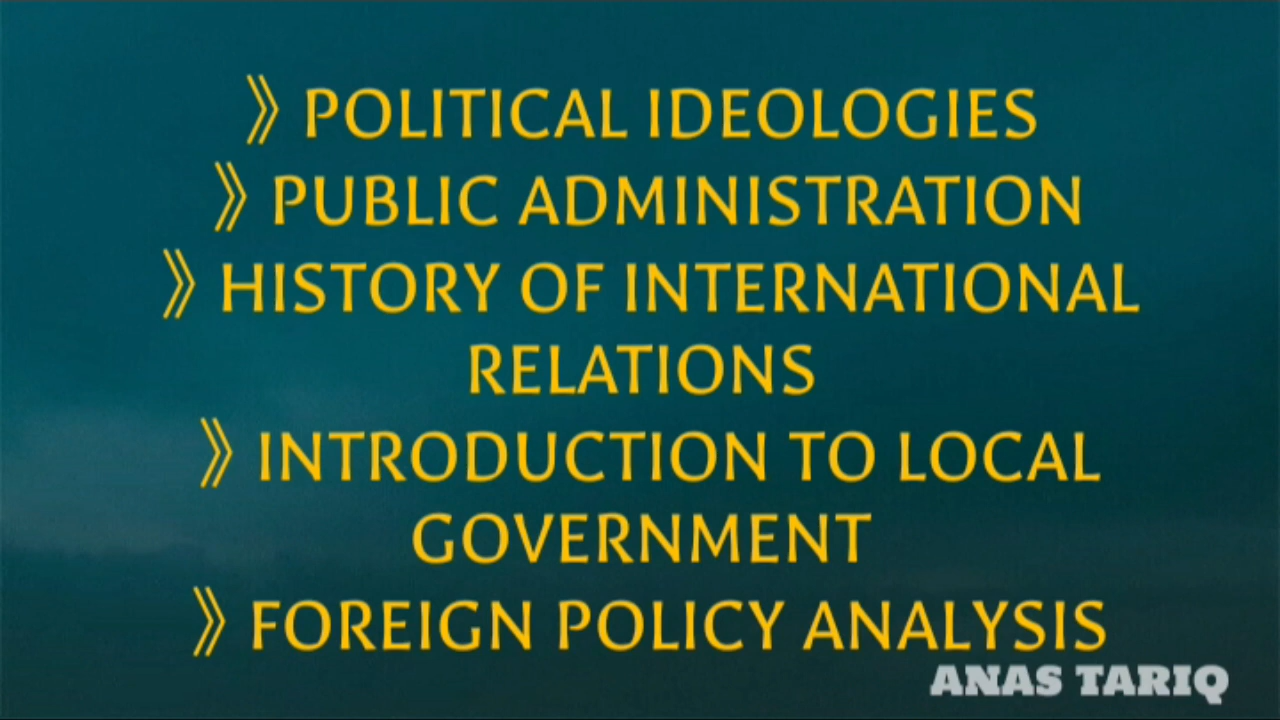 》POLITICAL IDEOLOGIES
》PUBLIC ADMINISTRATION
》HISTORY OF INTERNATIONAL
RELATIONS
》INTRODUCTION TO LOCAL
GOVERNMENT
》FOREIGN POLICY ANALYSIS
ANAS TARIQ